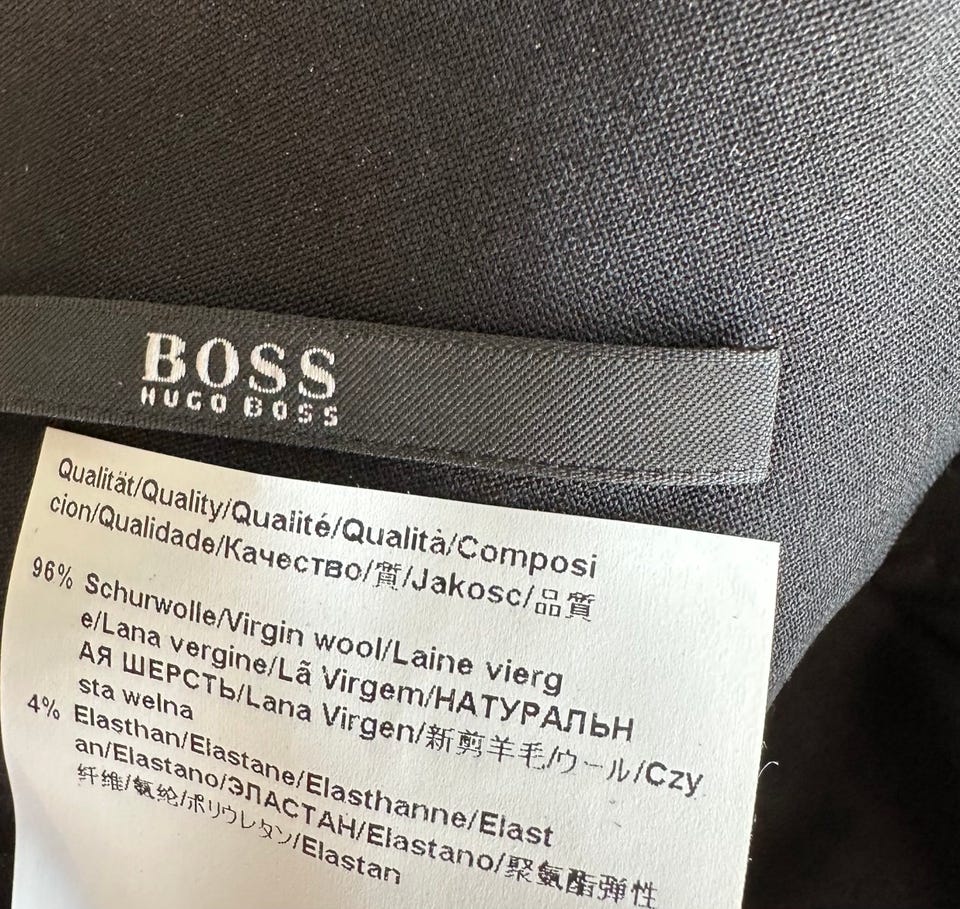 BOSS
HUGO BOSS
Qualität/Quality/Qualité/Qualità/Composi
cion/Qualidade/Качество/質/Jakosc/品質
96% Schurwolle/Virgin wool/Laine vierg
e/Lana vergine/Lã Virgem/НАТУРАЛЬН
АЯ ШЕРСТЬ/Lana Virgen/新剪羊毛/ウール/Czy
sta welna
4% Elasthan/Elastane/Elasthanne/Elast
an/Elastano/ЭЛАСТАН/Elastano/聚氨酯弹性
纤维/氨纶/ポリウレタン/Elastan